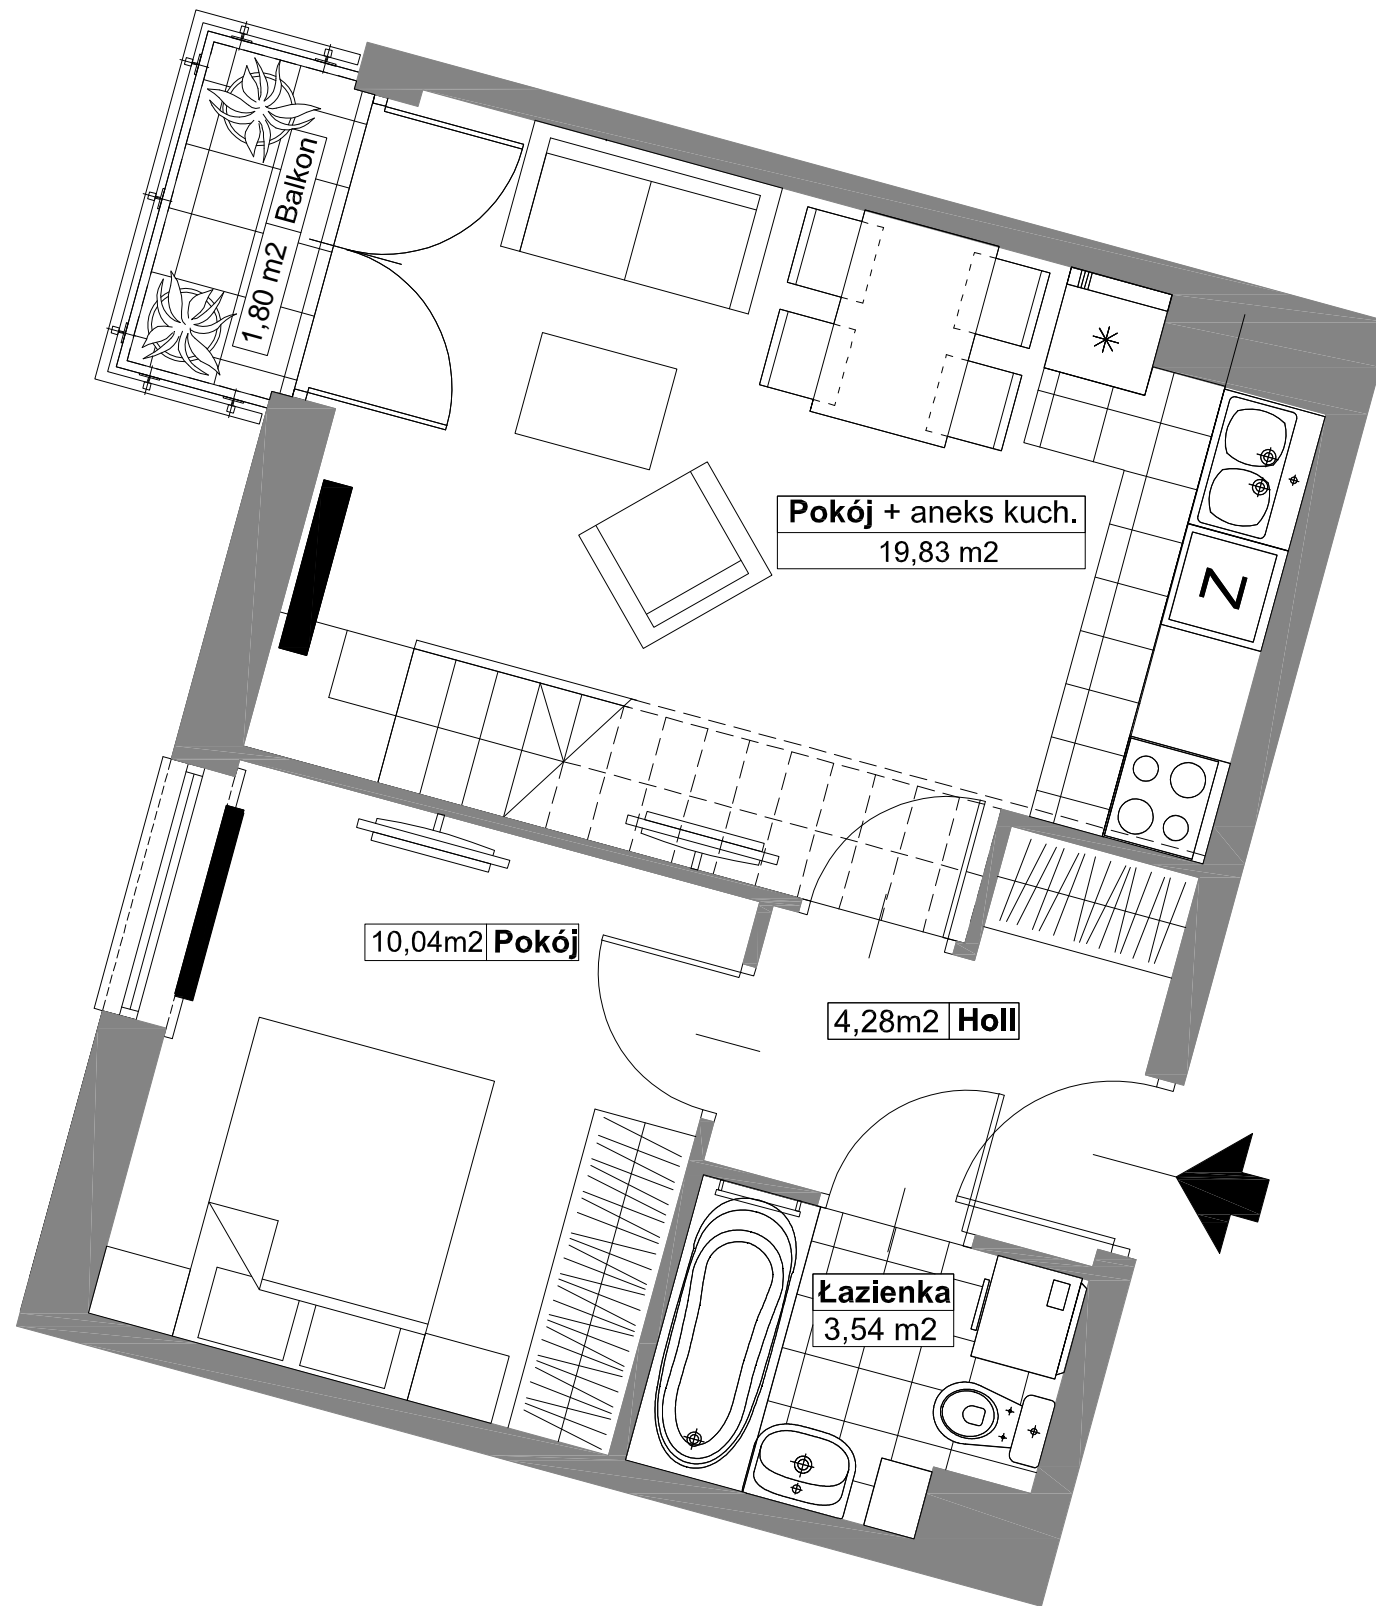 1,80 m2 Balkon
Pokój + aneks kuch.
19,83 m2
Z
10,04m2 Pokój
4,28m2 Holl
Łazienka
3,54 m2